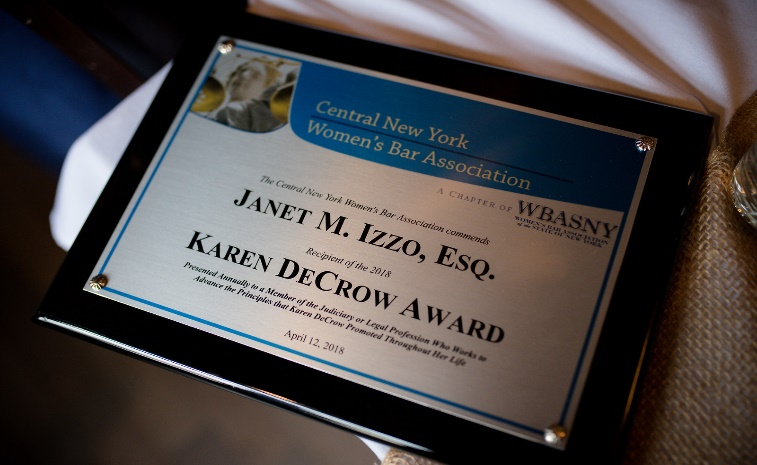 Central New York
Women's Bar Association
A Chapter of WBASNY
Women's Bar Association
of the State of New York
The Central New York Women's Bar Association commends
Janet M. Izzo, Esq.
Recipient of the 2018
Karen DeCrow Award
Presented Annually to a Member of the Judiciary or Legal Profession Who Works to
Advance the Principles that Karen DeCrow Promoted Throughout Her Life
April 12, 2018